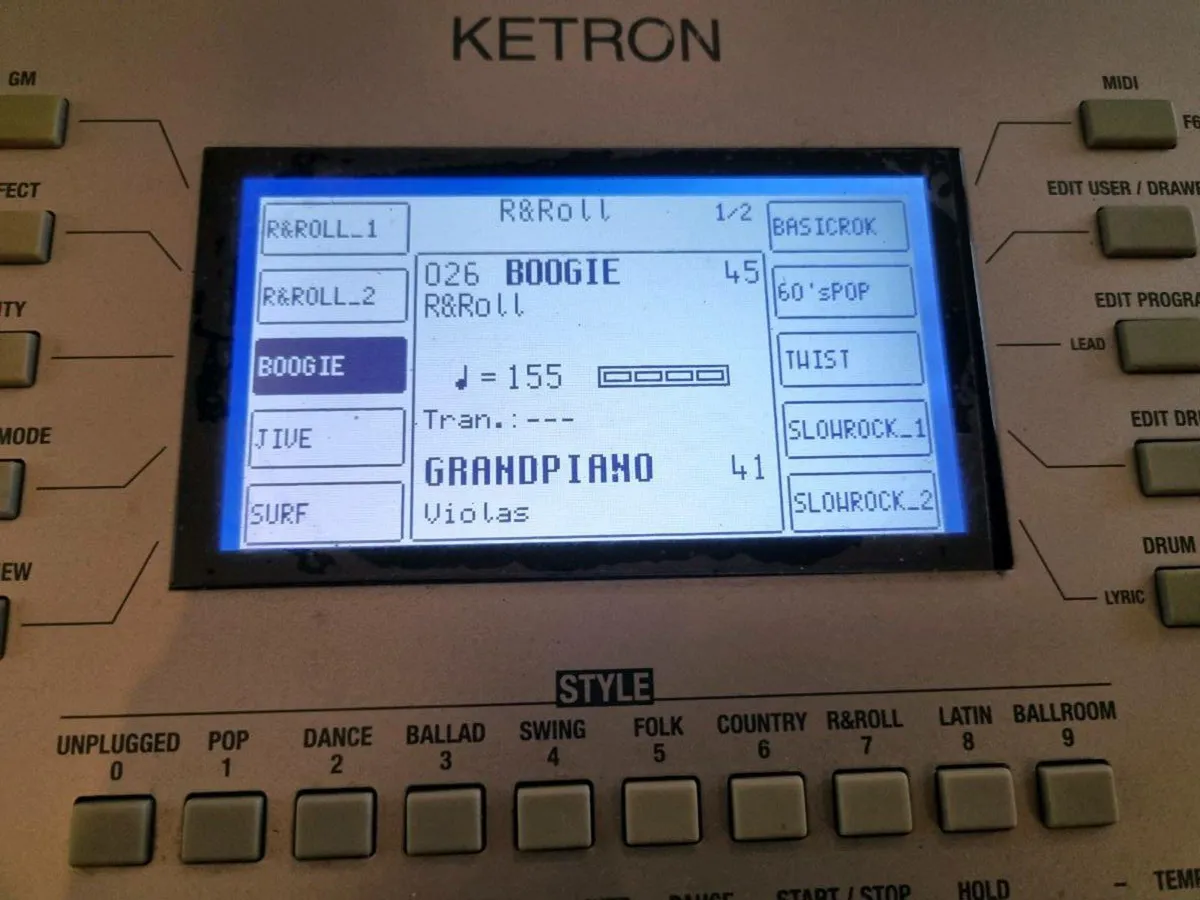 KETRON
GM
MIDI
F6
FECT
EDIT USER / DRAWE
ITY
EDIT PROGRA
LEAD
MODE
EDIT DR
EW
DRUM
LYRIC
R&Roll 1/2
R&ROLL_1
R&ROLL_2
BOOGIE
JIVE
SURF
026 BOOGIE 45
R&Roll
♩=155
Tran.:---
GRANDPIANO 41
Violas
BASICROK
60'sPOP
TWIST
SLOWROCK_1
SLOWROCK_2
STYLE
UNPLUGGED POP DANCE BALLAD SWING FOLK COUNTRY R&ROLL LATIN BALLROOM
0 1 2 3 4 5 6 7 8 9
PAUSE START / STOP HOLD – TEMP